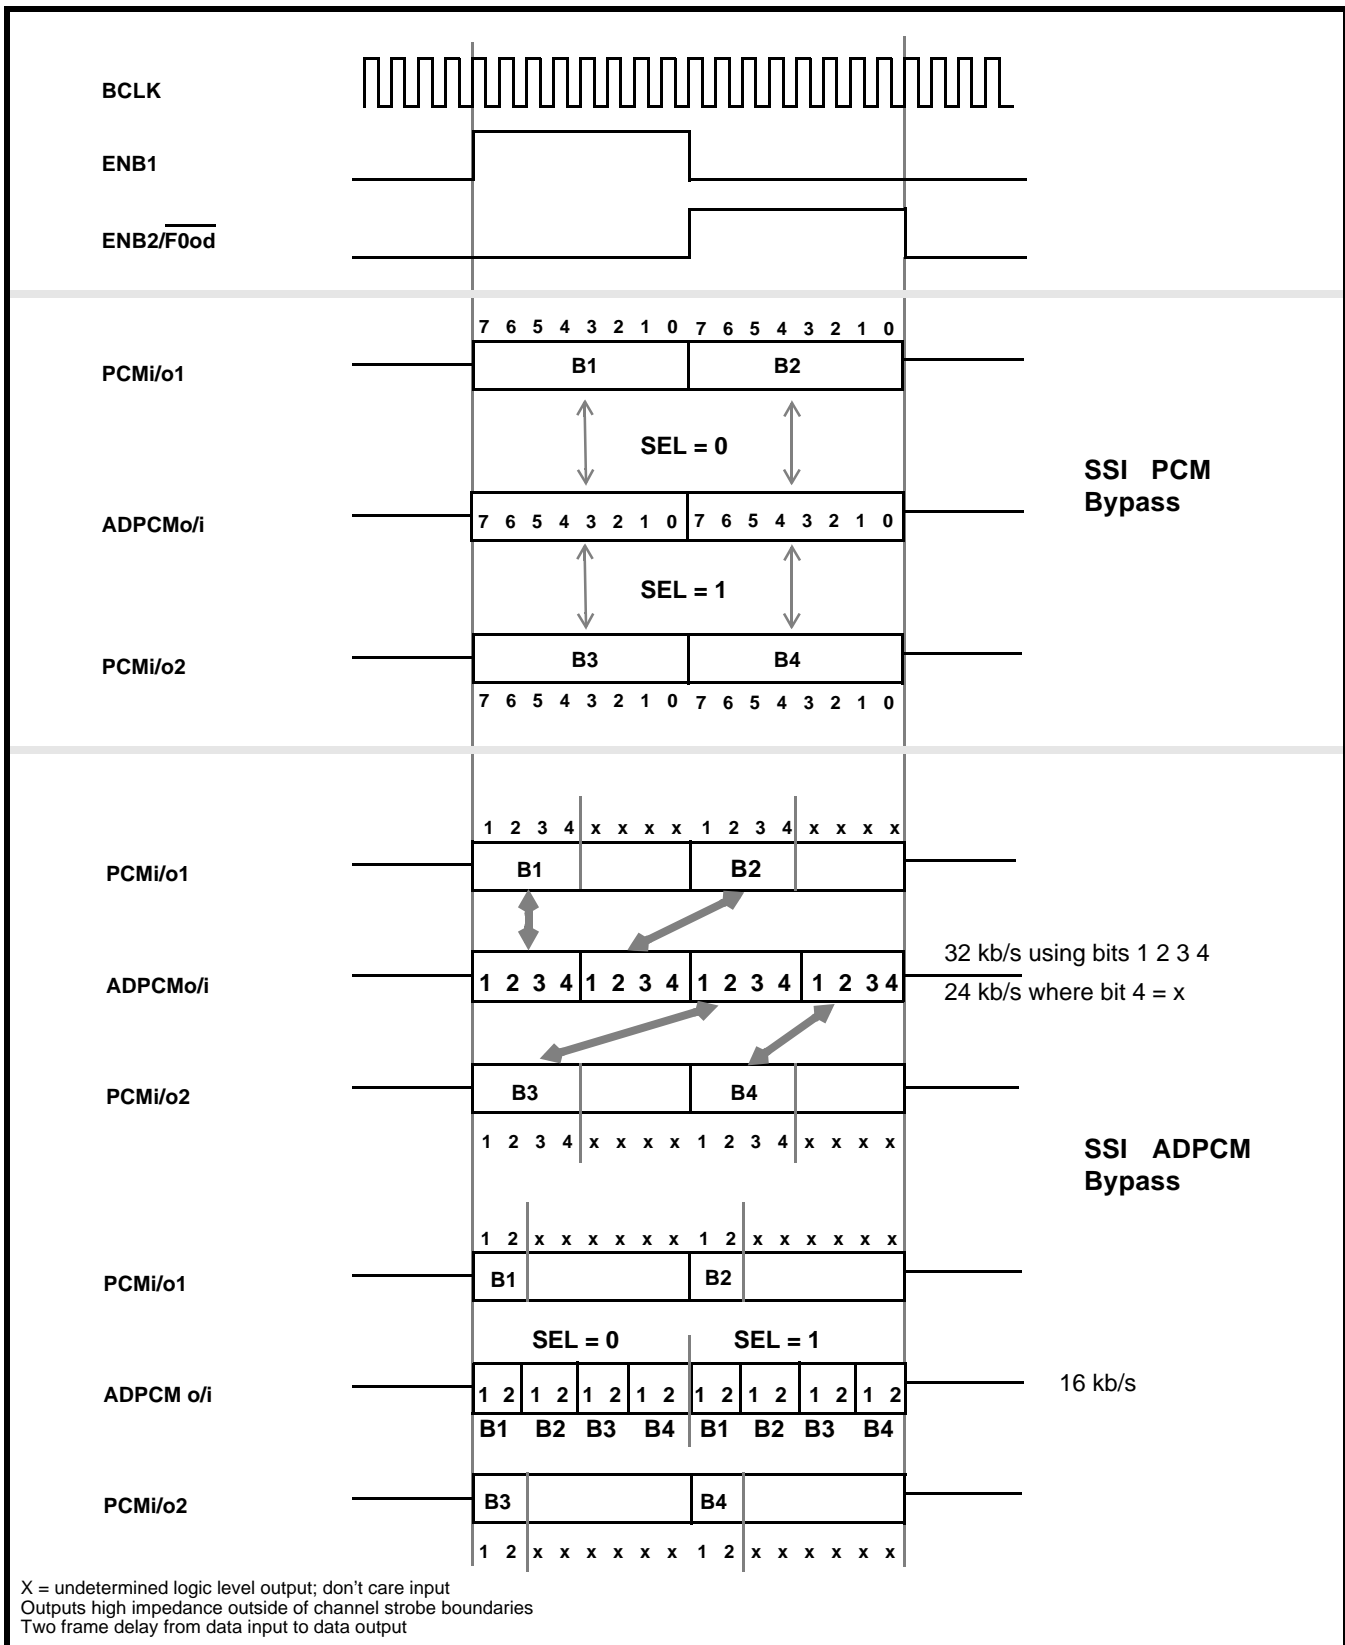 BCLK
ENB1
ENB2/F0od
7 6 5 4 3 2 1 0 7 6 5 4 3 2 1 0
PCMi/o1
B1 B2
SEL = 0
SSI PCM
Bypass
ADPCMo/i
7 6 5 4 3 2 1 0 7 6 5 4 3 2 1 0
SEL = 1
PCMi/o2
B3 B4
7 6 5 4 3 2 1 0 7 6 5 4 3 2 1 0
1 2 3 4 x x x x 1 2 3 4 x x x x
PCMi/o1
B1 B2
32 kb/s using bits 1 2 3 4
ADPCMo/i
1 2 3 4 1 2 3 4 1 2 3 4 1 2 3 4
24 kb/s where bit 4 = x
PCMi/o2
B3 B4
1 2 3 4 x x x x 1 2 3 4 x x x x
SSI ADPCM
Bypass
1 2 x x x x x x 1 2 x x x x x x
PCMi/o1
B1 B2
SEL = 0 SEL = 1
ADPCM o/i
1 2 1 2 1 2 1 2 1 2 1 2 1 2 1 2
16 kb/s
B1 B2 B3 B4 B1 B2 B3 B4
PCMi/o2
B3 B4
1 2 x x x x x x 1 2 x x x x x x
X = undetermined logic level output; don't care input
Outputs high impedance outside of channel strobe boundaries
Two frame delay from data input to data output